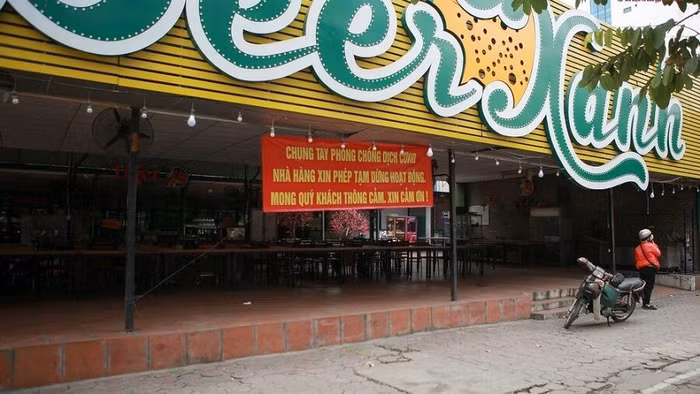 Beer Xanh
CHUNG TAY PHÒNG CHỐNG DỊCH COVID
NHÀ HÀNG XIN PHÉP TẠM DỪNG HOẠT ĐỘNG.
MONG QUÝ KHÁCH THÔNG CẢM. XIN CẢM ƠN !